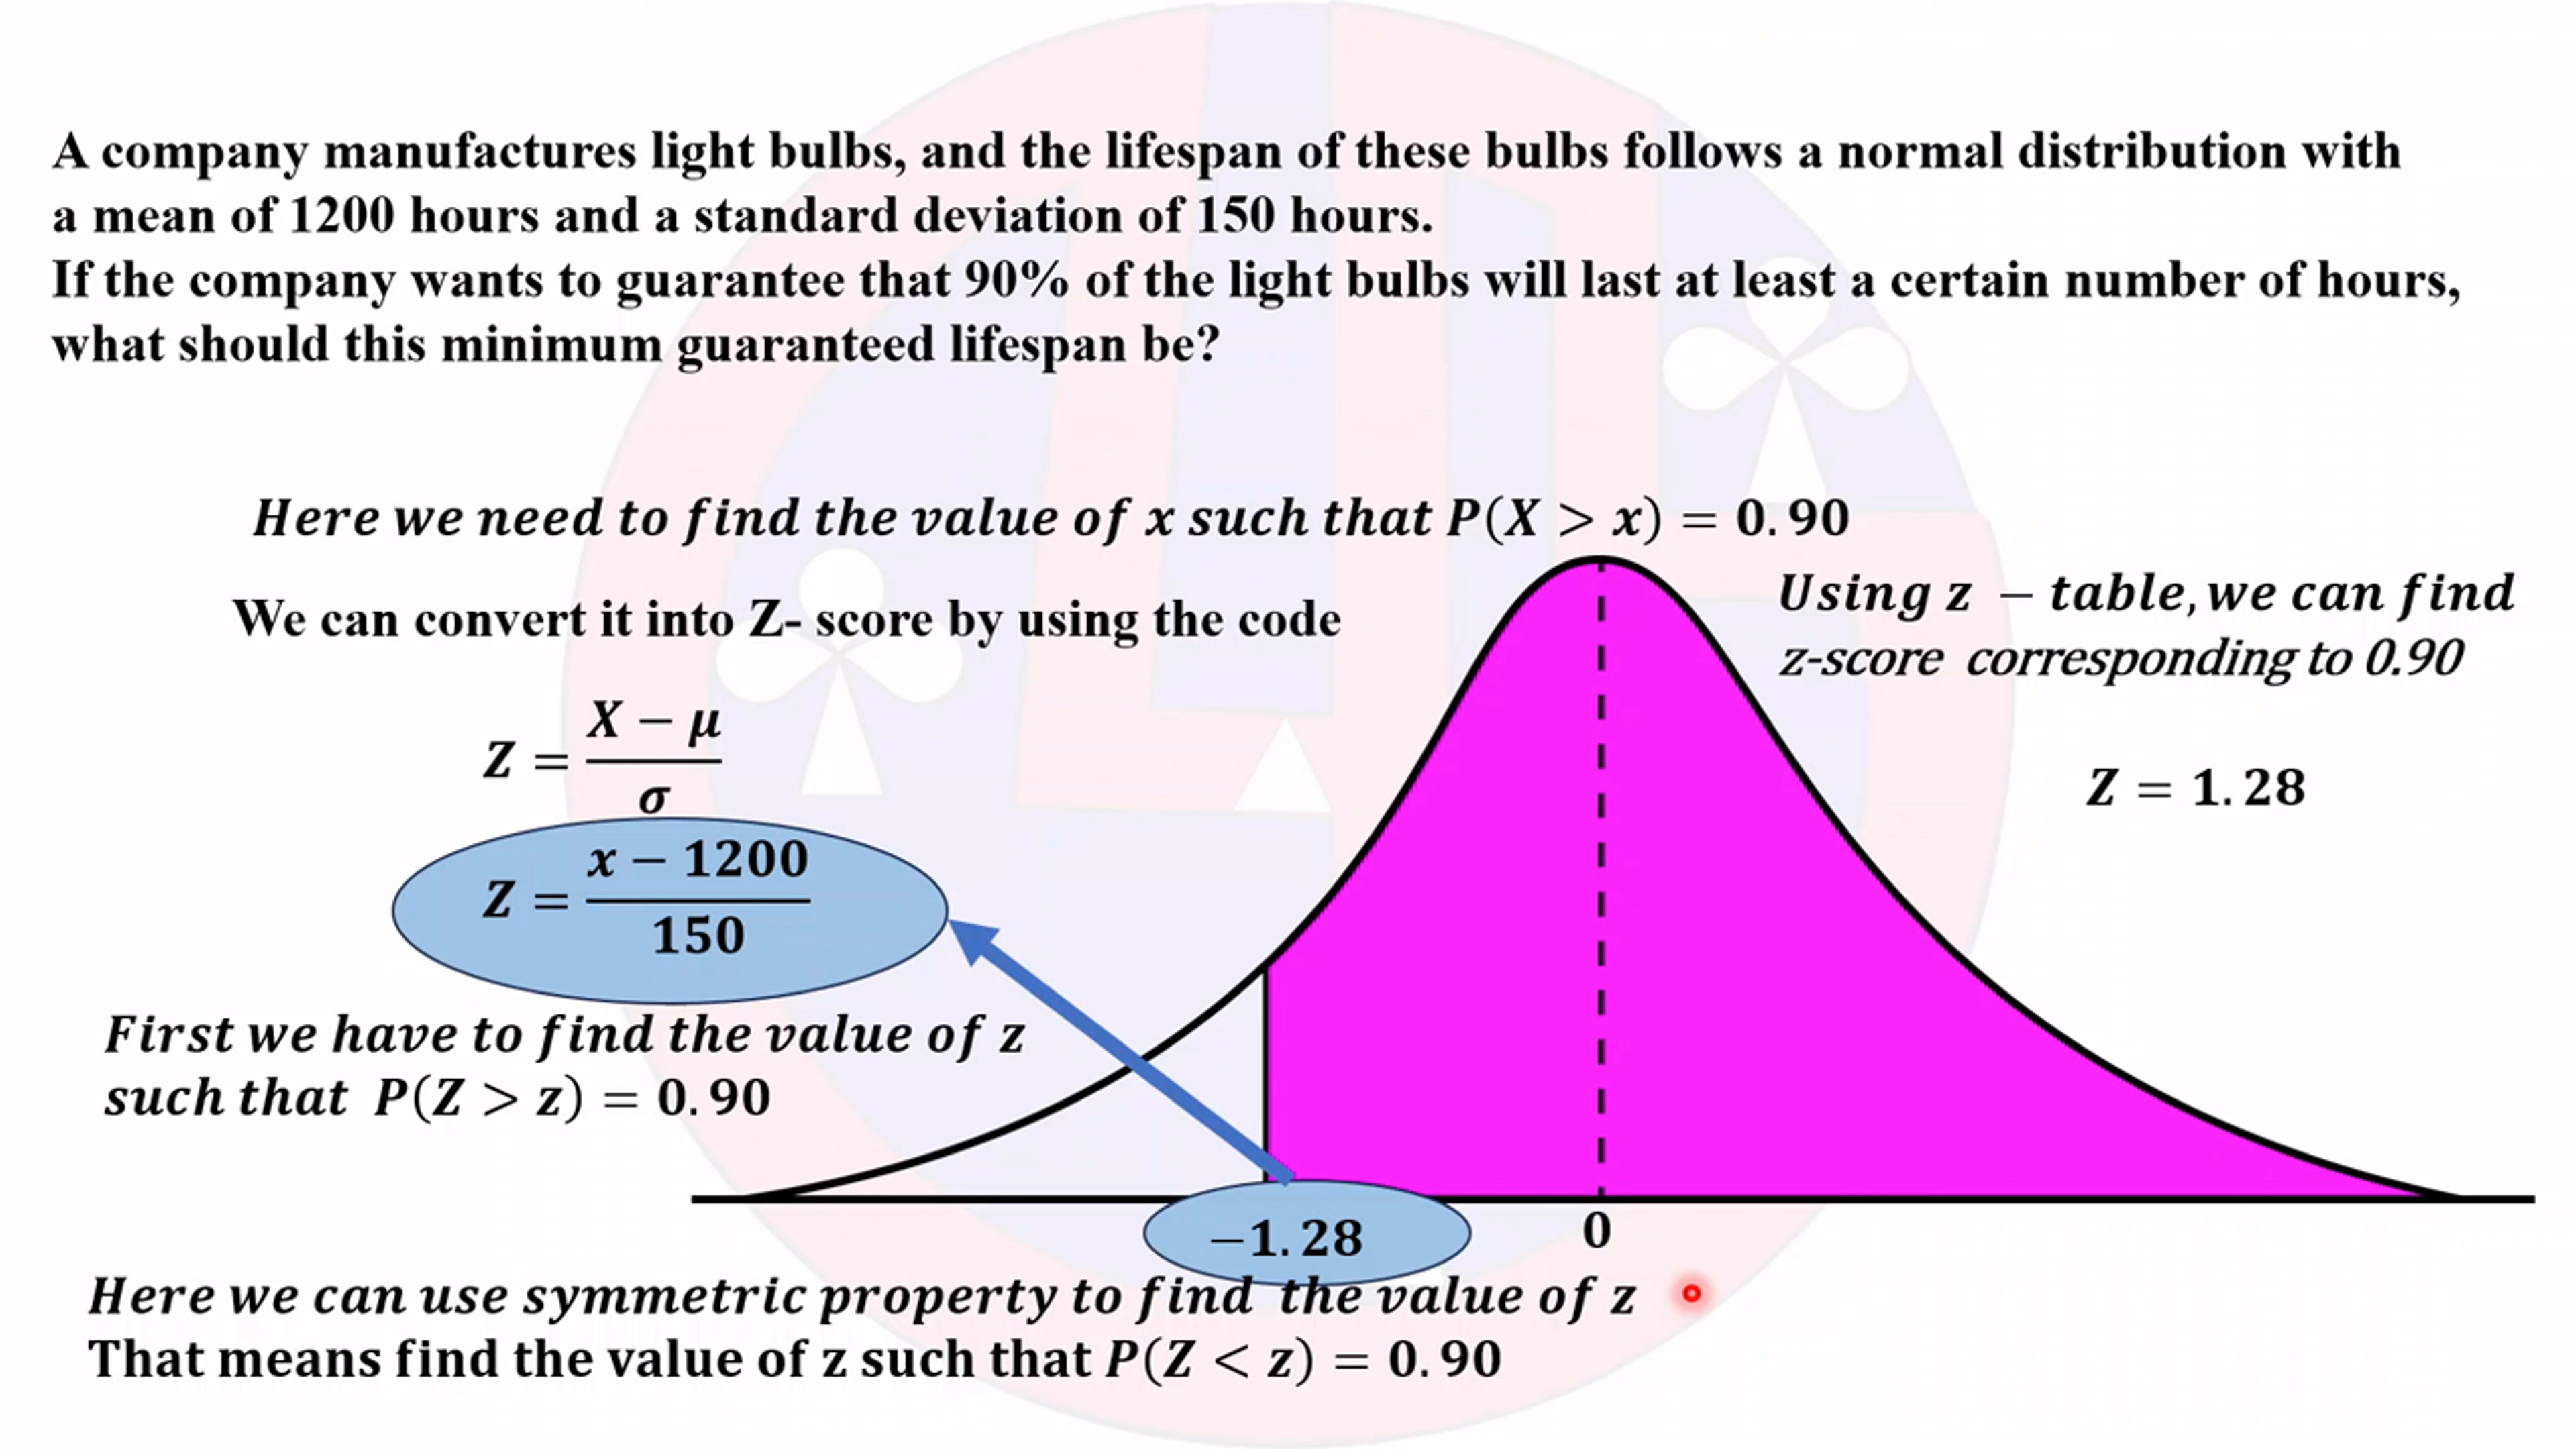 A company manufactures light bulbs, and the lifespan of these bulbs follows a normal distribution with
a mean of 1200 hours and a standard deviation of 150 hours.
If the company wants to guarantee that 90% of the light bulbs will last at least a certain number of hours,
what should this minimum guaranteed lifespan be?
Here we need to find the value of x such that P(X > x) = 0.90
We can convert it into Z- score by using the code
Z = (X − μ)/σ
Z = (x − 1200)/150
First we have to find the value of z
such that P(Z > z) = 0.90
Using z − table, we can find
z-score corresponding to 0.90
Z = 1.28
−1.28
0
Here we can use symmetric property to find the value of z
That means find the value of z such that P(Z < z) = 0.90